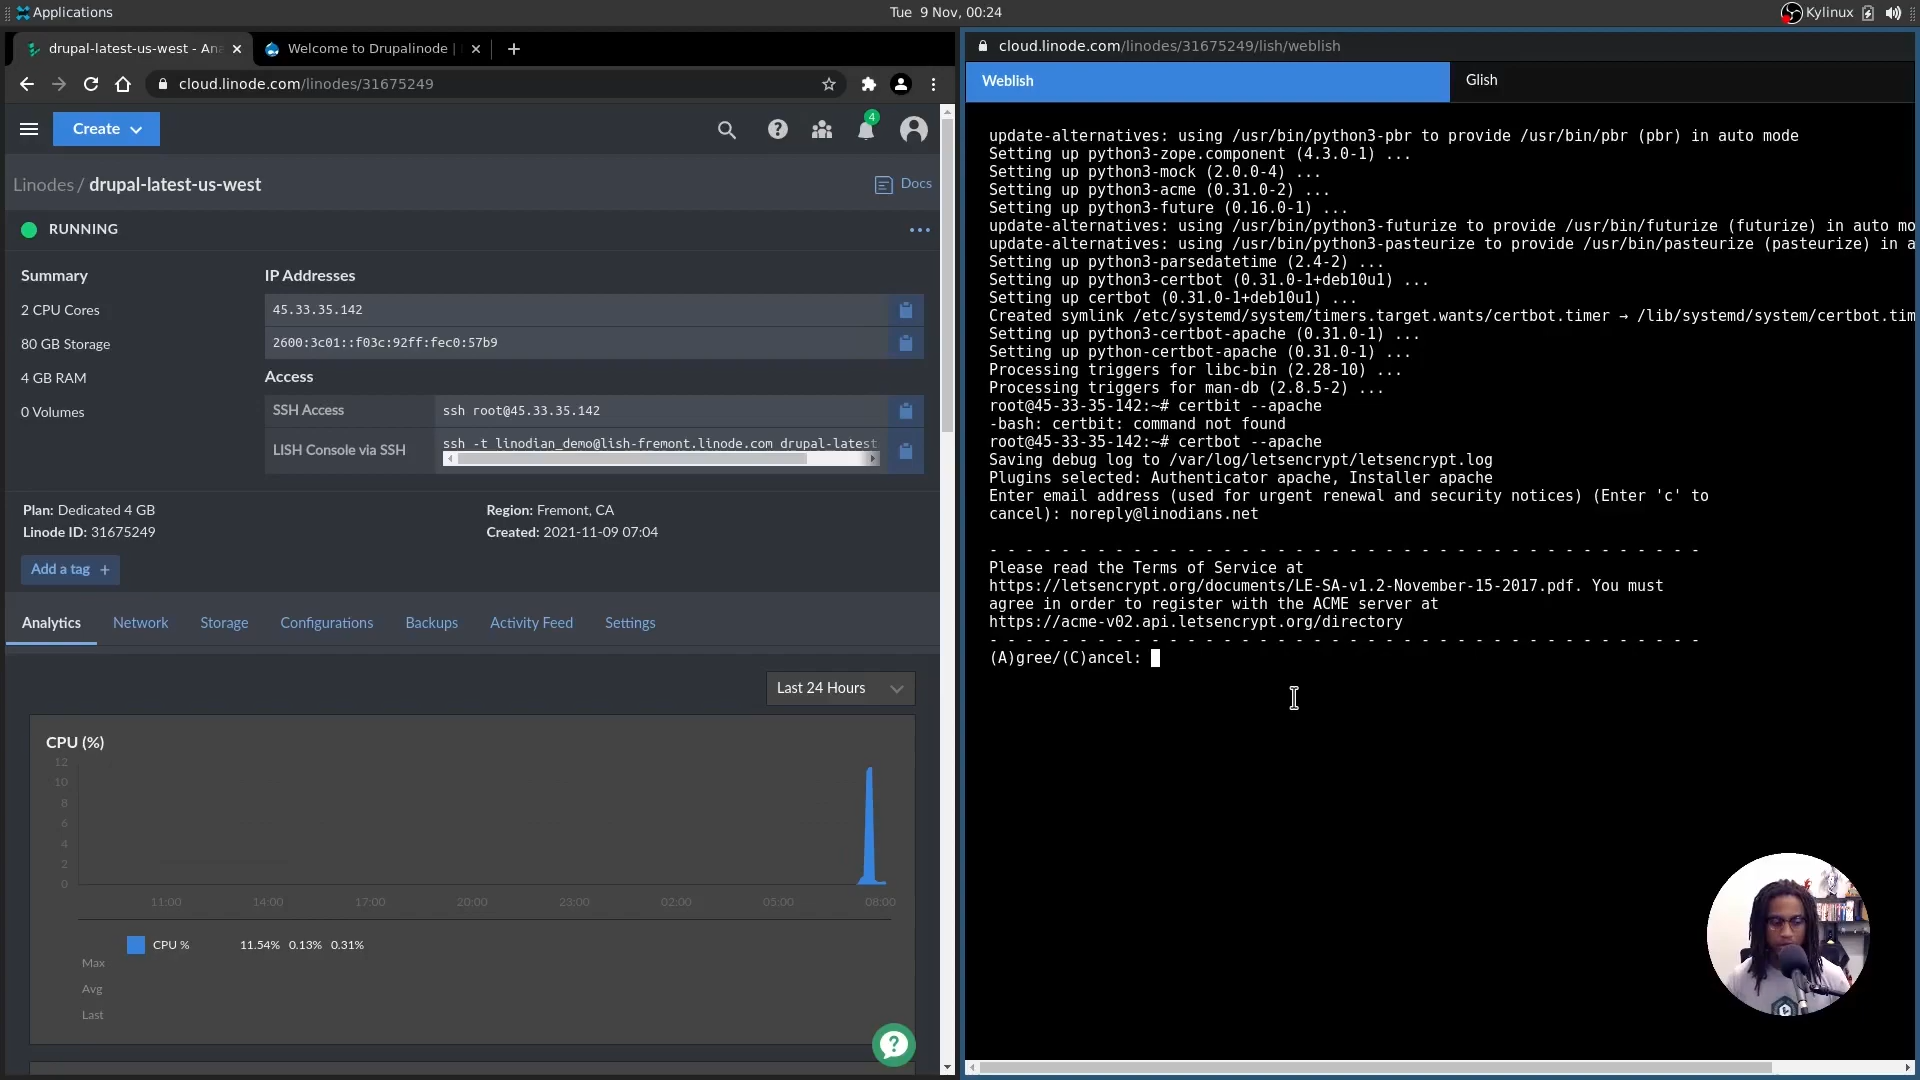 Applications
Tue 9 Nov, 00:24
Kylinux
drupal-latest-us-west - Ana
Welcome to Drupalinode |
cloud.linode.com/linodes/31675249
Create
4
Linodes / drupal-latest-us-west
Docs
RUNNING
Summary
IP Addresses
2 CPU Cores
45.33.35.142
80 GB Storage
2600:3c01::f03c:92ff:fec0:57b9
4 GB RAM
Access
0 Volumes
SSH Access
ssh root@45.33.35.142
LISH Console via SSH
ssh -t linodian_demo@lish-fremont.linode.com drupal-latest
Plan: Dedicated 4 GB
Region: Fremont, CA
Linode ID: 31675249
Created: 2021-11-09 07:04
Add a tag +
Analytics
Network
Storage
Configurations
Backups
Activity Feed
Settings
Last 24 Hours
CPU (%)
12
10
8
6
4
2
0
11:00
14:00
17:00
20:00
23:00
02:00
05:00
08:00
CPU %
11.54% 0.13% 0.31%
Max
Avg
Last
cloud.linode.com/linodes/31675249/lish/weblish
Weblish
Glish
update-alternatives: using /usr/bin/python3-pbr to provide /usr/bin/pbr (pbr) in auto mode
Setting up python3-zope.component (4.3.0-1) ...
Setting up python3-mock (2.0.0-4) ...
Setting up python3-acme (0.31.0-2) ...
Setting up python3-future (0.16.0-1) ...
update-alternatives: using /usr/bin/python3-futurize to provide /usr/bin/futurize (futurize) in auto mo
update-alternatives: using /usr/bin/python3-pasteurize to provide /usr/bin/pasteurize (pasteurize) in a
Setting up python3-parsedatetime (2.4-2) ...
Setting up python3-certbot (0.31.0-1+deb10u1) ...
Setting up certbot (0.31.0-1+deb10u1) ...
Created symlink /etc/systemd/system/timers.target.wants/certbot.timer → /lib/systemd/system/certbot.tim
Setting up python3-certbot-apache (0.31.0-1) ...
Setting up python-certbot-apache (0.31.0-1) ...
Processing triggers for libc-bin (2.28-10) ...
Processing triggers for man-db (2.8.5-2) ...
root@45-33-35-142:~# certbit --apache
-bash: certbit: command not found
root@45-33-35-142:~# certbot --apache
Saving debug log to /var/log/letsencrypt/letsencrypt.log
Plugins selected: Authenticator apache, Installer apache
Enter email address (used for urgent renewal and security notices) (Enter 'c' to
cancel): noreply@linodians.net
- - - - - - - - - - - - - - - - - - - - - - - - - - - - - - - - - - - - - - - -
Please read the Terms of Service at
https://letsencrypt.org/documents/LE-SA-v1.2-November-15-2017.pdf. You must
agree in order to register with the ACME server at
https://acme-v02.api.letsencrypt.org/directory
- - - - - - - - - - - - - - - - - - - - - - - - - - - - - - - - - - - - - - - -
(A)gree/(C)ancel: